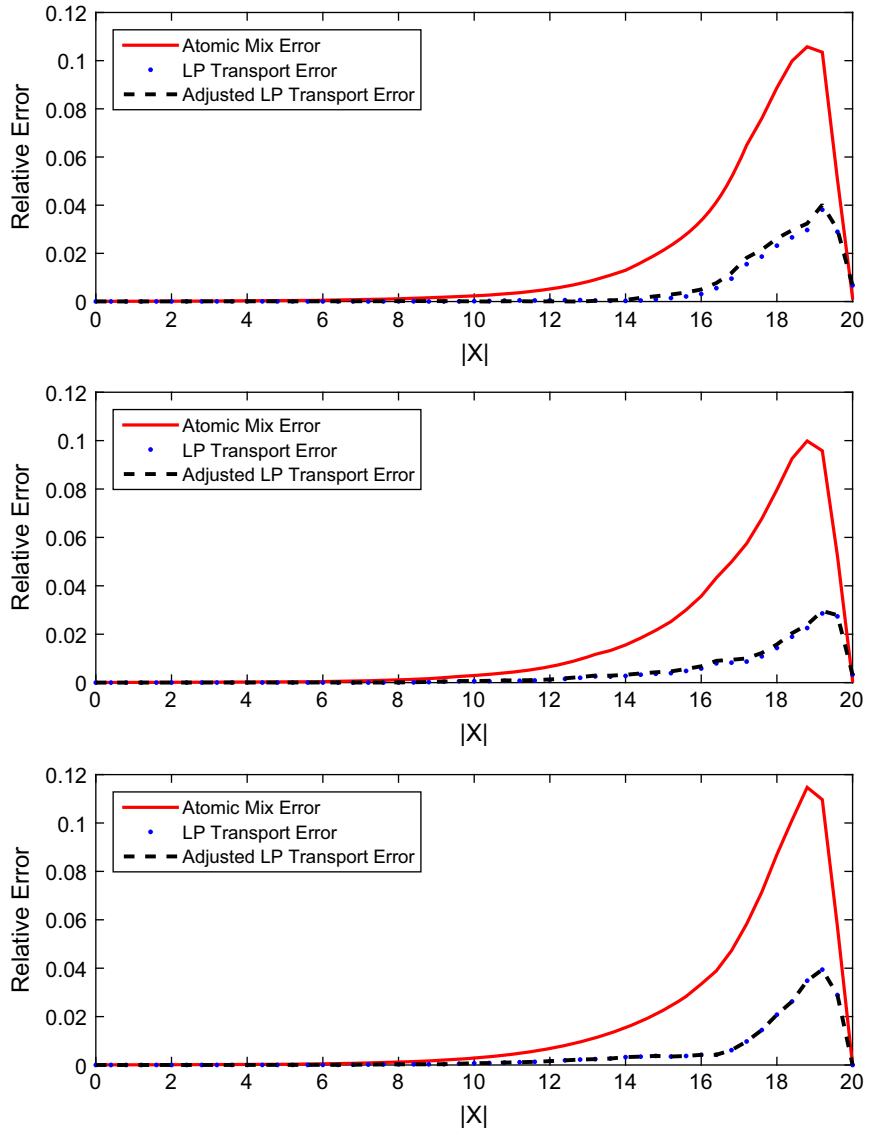 0.12
0.1
0.08
0.06
0.04
0.02
0
Relative Error
Atomic Mix Error
LP Transport Error
Adjusted LP Transport Error
0 2 4 6 8 10 12 14 16 18 20
|X|
0.12
0.1
0.08
0.06
0.04
0.02
0
Relative Error
Atomic Mix Error
LP Transport Error
Adjusted LP Transport Error
0 2 4 6 8 10 12 14 16 18 20
|X|
0.12
0.1
0.08
0.06
0.04
0.02
0
Relative Error
Atomic Mix Error
LP Transport Error
Adjusted LP Transport Error
0 2 4 6 8 10 12 14 16 18 20
|X|